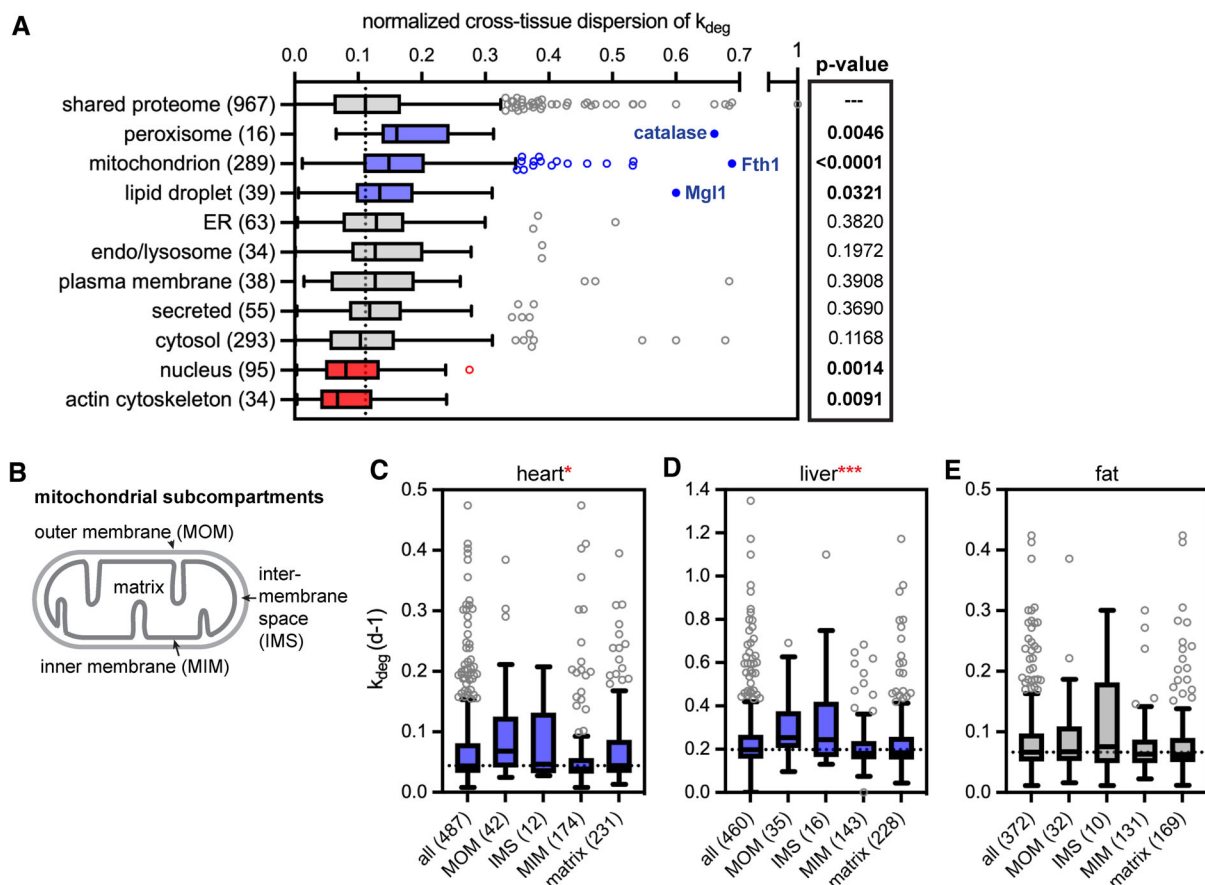 A
normalized cross-tissue dispersion of kdeg
0.0 0.1 0.2 0.3 0.4 0.5 0.6 0.7 1
p-value
shared proteome (967) ---
peroxisome (16) catalase 0.0046
mitochondrion (289) Fth1 <0.0001
lipid droplet (39) Mgl1 0.0321
ER (63) 0.3820
endo/lysosome (34) 0.1972
plasma membrane (38) 0.3908
secreted (55) 0.3690
cytosol (293) 0.1168
nucleus (95) 0.0014
actin cytoskeleton (34) 0.0091
B
mitochondrial subcompartments
outer membrane (MOM)
matrix
inter-
membrane
space
(IMS)
inner membrane (MIM)
C
heart*
kdeg (d-1)
0.5
0.4
0.3
0.2
0.1
0.0
all (487)
MOM (42)
IMS (12)
MIM (174)
matrix (231)
D
liver***
1.4
1.2
1.0
0.8
0.6
0.4
0.2
0.0
all (460)
MOM (35)
IMS (16)
MIM (143)
matrix (228)
E
fat
0.5
0.4
0.3
0.2
0.1
0.0
all (372)
MOM (32)
IMS (10)
MIM (131)
matrix (169)